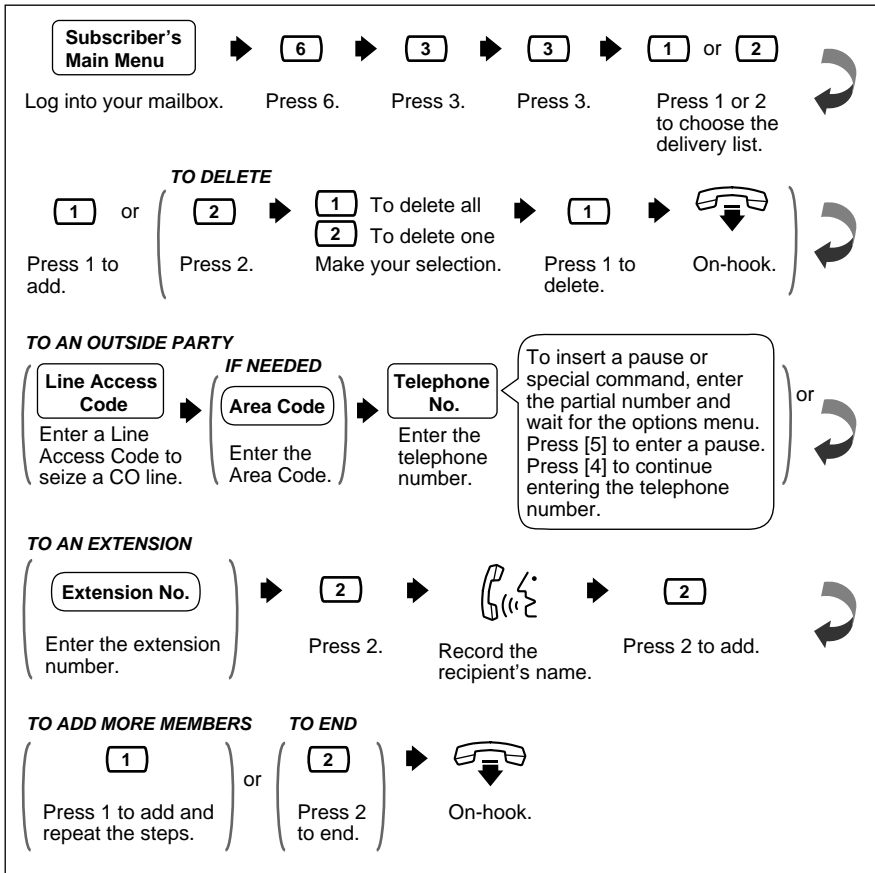 Subscriber's
Main Menu
6
3
3
1 or 2
Log into your mailbox.
Press 6.
Press 3.
Press 3.
Press 1 or 2
to choose the
delivery list.
TO DELETE
1 or
2
1 To delete all
2 To delete one
1
Press 1 to
add.
Press 2.
Make your selection.
Press 1 to
delete.
On-hook.
TO AN OUTSIDE PARTY
Line Access
Code
Enter a Line
Access Code to
seize a CO line.
IF NEEDED
Area Code
Enter the
Area Code.
Telephone
No.
Enter the
telephone
number.
To insert a pause or
special command, enter
the partial number and
wait for the options menu.
Press [5] to enter a pause.
Press [4] to continue
entering the telephone
number.
or
TO AN EXTENSION
Extension No.
2
2
Enter the extension
number.
Press 2.
Record the
recipient's name.
Press 2 to add.
TO ADD MORE MEMBERS
1
Press 1 to add and
repeat the steps.
or
TO END
2
Press 2
to end.
On-hook.